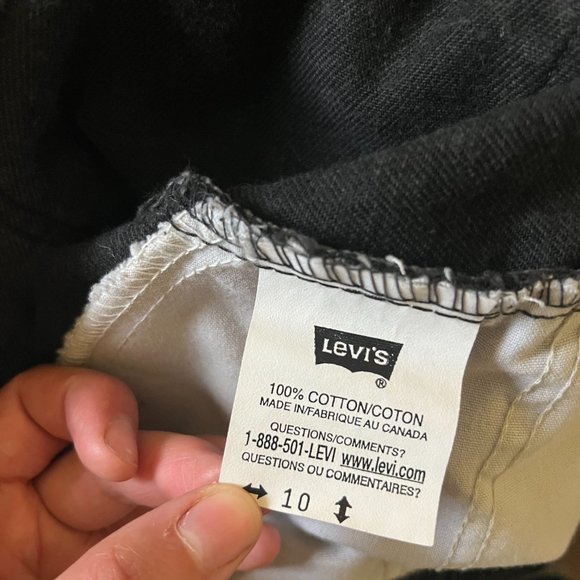 LEVI'S
®
100% COTTON/COTON
MADE IN/FABRIQUE AU CANADA
QUESTIONS/COMMENTS?
1-888-501-LEVI www.levi.com
QUESTIONS OU COMMENTAIRES?
↔ 10 ↕